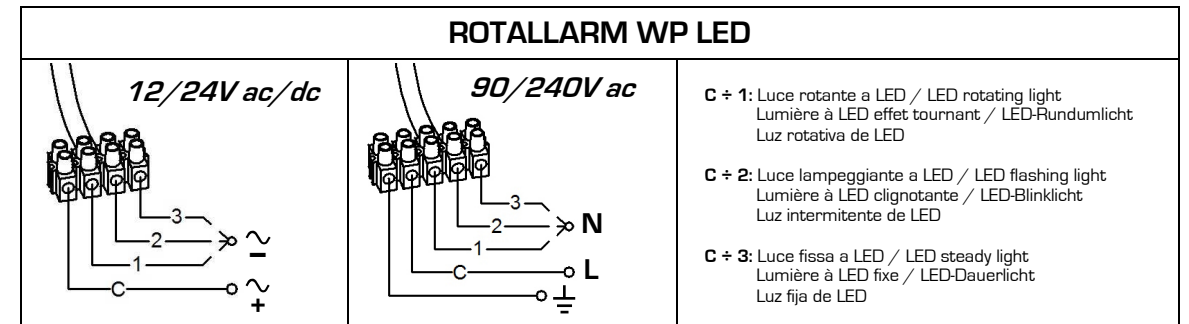 ROTALLARM WP LED
12/24V ac/dc
3
2
1
C
−
+
90/240V ac
3
2
N
1
C
L
C ÷ 1: Luce rotante a LED / LED rotating light
Lumière à LED effet tournant / LED-Rundumlicht
Luz rotativa de LED
C ÷ 2: Luce lampeggiante a LED / LED flashing light
Lumière à LED clignotante / LED-Blinklicht
Luz intermitente de LED
C ÷ 3: Luce fissa a LED / LED steady light
Lumière à LED fixe / LED-Dauerlicht
Luz fija de LED